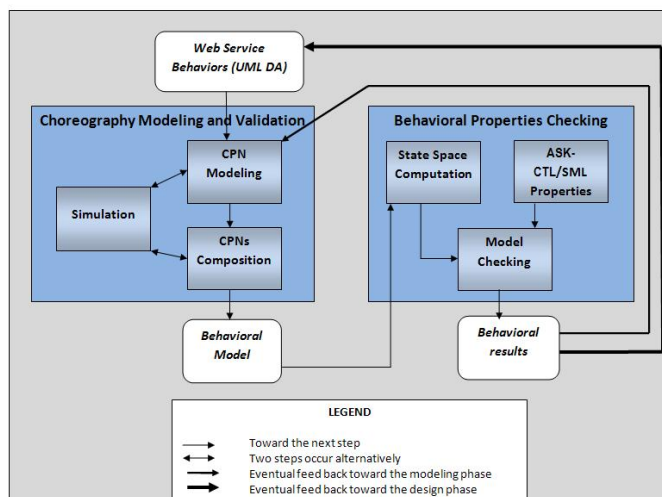 Web Service
Behaviors (UML DA)
Choreography Modeling and Validation
CPN
Modeling
Simulation
CPNs
Composition
Behavioral
Model
Behavioral Properties Checking
State Space
Computation
ASK-
CTL/SML
Properties
Model
Checking
Behavioral
results
LEGEND
Toward the next step
Two steps occur alternatively
Eventual feed back toward the modeling phase
Eventual feed back toward the design phase